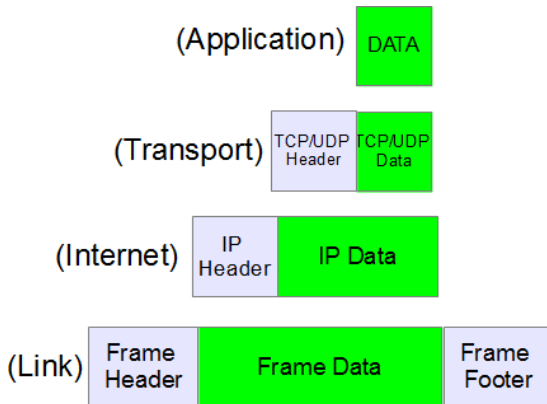 (Application) DATA
(Transport) TCP/UDP Header TCP/UDP Data
(Internet) IP Header IP Data
(Link) Frame Header Frame Data Frame Footer